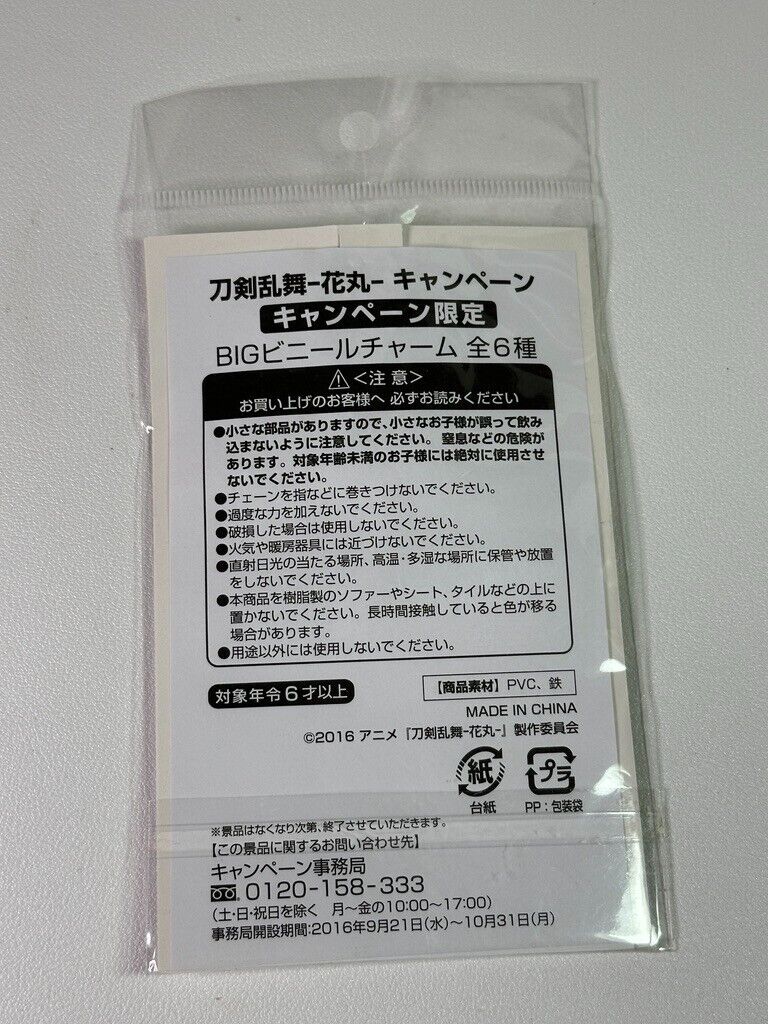 刀剣乱舞-花丸- キャンペーン
キャンペーン限定
BIGビニールチャーム 全6種
⚠<注 意>
お買い上げのお客様へ 必ずお読みください
●小さな部品がありますので、小さなお子様が誤って飲み
込まないように注意してください。窒息などの危険が
あります。対象年齢未満のお子様には絶対に使用させ
ないでください。
●チェーンを指などに巻きつけないでください。
●過度な力を加えないでください。
●破損した場合は使用しないでください。
●火気や暖房器具には近づけないでください。
●直射日光の当たる場所、高温・多湿な場所に保管や放置
をしないでください。
●本商品を樹脂製のソファーやシート、タイルなどの上に
置かないでください。長時間接触していると色が移る
場合があります。
●用途以外には使用しないでください。
対象年令6才以上
【商品素材】PVC、鉄
MADE IN CHINA
©2016 アニメ『刀剣乱舞-花丸-』製作委員会
紙 プラ
台紙 PP:包装袋
※景品はなくなり次第、終了させていただきます。
【この景品に関するお問い合わせ先】
キャンペーン事務局
0120-158-333
(土・日・祝日を除く 月〜金の10:00〜17:00)
事務局開設期間:2016年9月21日(水)〜10月31日(月)